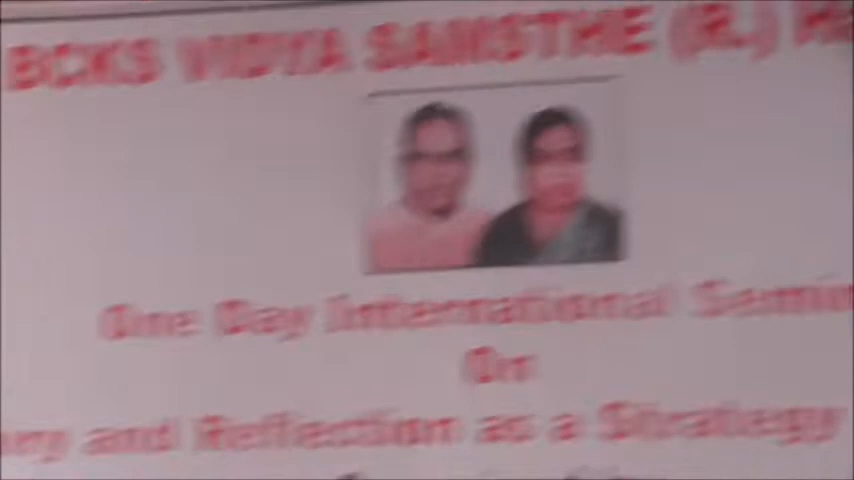 BCKS VIDYA SAMSTHE (R.)
One Day International
On
and Reflection as a Strategy